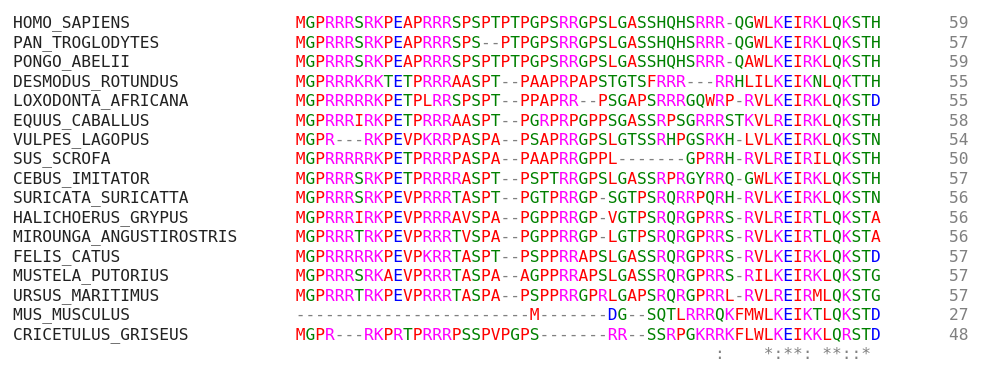 HOMO_SAPIENS MGPRRRSRKPEAPRRRSPSPTPTPGPSRRGPSLGASSHQHSRRR-QGWLKEIRKLQKSTH 59
PAN_TROGLODYTES MGPRRRSRKPEAPRRRSPS--PTPGPSRRGPSLGASSHQHSRRR-QGWLKEIRKLQKSTH 57
PONGO_ABELII MGPRRRSRKPEAPRRRSPSPTPTPGPSRRGPSLGASSHQHSRRR-QAWLKEIRKLQKSTH 59
DESMODUS_ROTUNDUS MGPRRRKRKTETPRRRAASPT--PAAPRPAPSTGTSFRRR---RRHLILKEIKNLQKTTH 55
LOXODONTA_AFRICANA MGPRRRRRKPETPLRRSPSPT--PPAPRR--PSGAPSRRRGQWRP-RVLKEIRKLQKSTD 55
EQUUS_CABALLUS MGPRRRIRKPETPRRRAASPT--PGRPRPGPPSGASSRPSGRRRSTKVLREIRKLQKSTH 58
VULPES_LAGOPUS MGPR---RKPEVPKRRPASPA--PSAPRRGPSLGTSSRHPGSRKH-LVLKEIRKLQKSTN 54
SUS_SCROFA MGPRRRRRKPETPRRRPASPA--PAAPRRGPPL-------GPRRH-RVLREIRILQKSTH 50
CEBUS_IMITATOR MGPRRRSRKPETPRRRRASPT--PSPTRRGPSLGASSRPRGYRRQ-GWLKEIRKLQKSTH 57
SURICATA_SURICATTA MGPRRRSRKPEVPRRRTASPT--PGTPRRGP-SGTPSRQRRPQRH-RVLKEIRKLQKSTN 56
HALICHOERUS_GRYPUS MGPRRRIRKPEVPRRRAVSPA--PGPPRRGP-VGTPSRQRGPRRS-RVLREIRTLQKSTA 56
MIROUNGA_ANGUSTIROSTRIS MGPRRRTRKPEVPRRRTVSPA--PGPPRRGP-LGTPSRQRGPRRS-RVLKEIRTLQKSTA 56
FELIS_CATUS MGPRRRRRKPEVPKRRTASPT--PSPPRRAPSLGASSRQRGPRRS-RVLKEIRKLQKSTD 57
MUSTELA_PUTORIUS MGPRRRSRKAEVPRRRTASPA--AGPPRRAPSLGASSRQRGPRRS-RILKEIRKLQKSTG 57
URSUS_MARITIMUS MGPRRRTRKPEVPRRRTASPA--PSPPRRGPRLGAPSRQRGPRRL-RVLREIRMLQKSTG 57
MUS_MUSCULUS ------------------------M-------DG--SQTLRRRQKFMWLKEIKTLQKSTD 27
CRICETULUS_GRISEUS MGPR---RKPRTPRRRPSSPVPGPS-------RR--SSRPGKRRKFLWLKEIKKLQRSTD 48
:    *:**: **::*